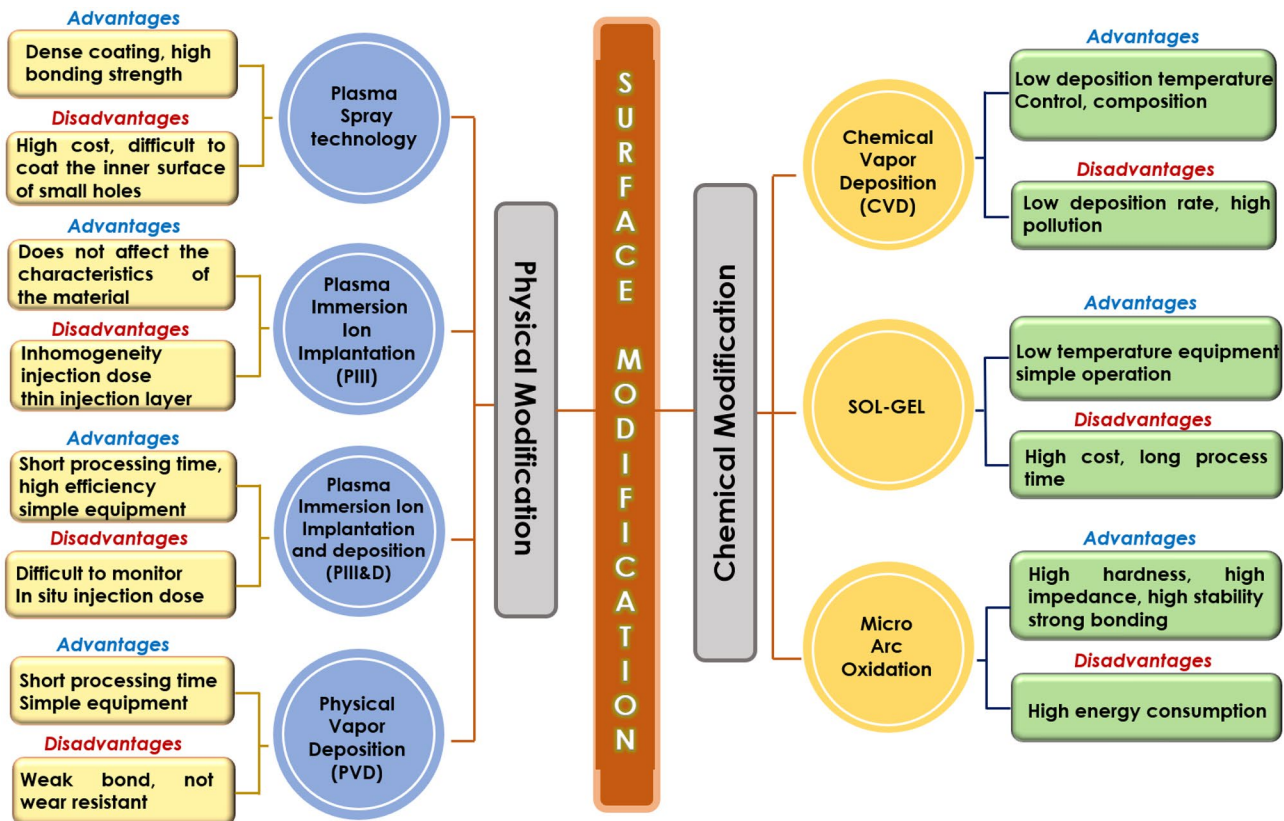 Advantages
Dense coating, high
bonding strength
Disadvantages
High cost, difficult to
coat the inner surface
of small holes
Plasma
Spray
technology
Advantages
Does not affect the
characteristics of
the material
Disadvantages
Inhomogeneity
injection dose
thin injection layer
Plasma
Immersion
Ion
Implantation
(PIII)
Advantages
Short processing time,
high efficiency
simple equipment
Disadvantages
Difficult to monitor
In situ injection dose
Plasma
Immersion Ion
Implantation
and deposition
(PIII&D)
Advantages
Short processing time
Simple equipment
Disadvantages
Weak bond, not
wear resistant
Physical
Vapor
Deposition
(PVD)
Physical Modification
SURFACE MODIFICATION
Chemical Modification
Chemical
Vapor
Deposition
(CVD)
Advantages
Low deposition temperature
Control, composition
Disadvantages
Low deposition rate, high
pollution
SOL-GEL
Advantages
Low temperature equipment
simple operation
Disadvantages
High cost, long process
time
Micro
Arc
Oxidation
Advantages
High hardness, high
impedance, high stability
strong bonding
Disadvantages
High energy consumption